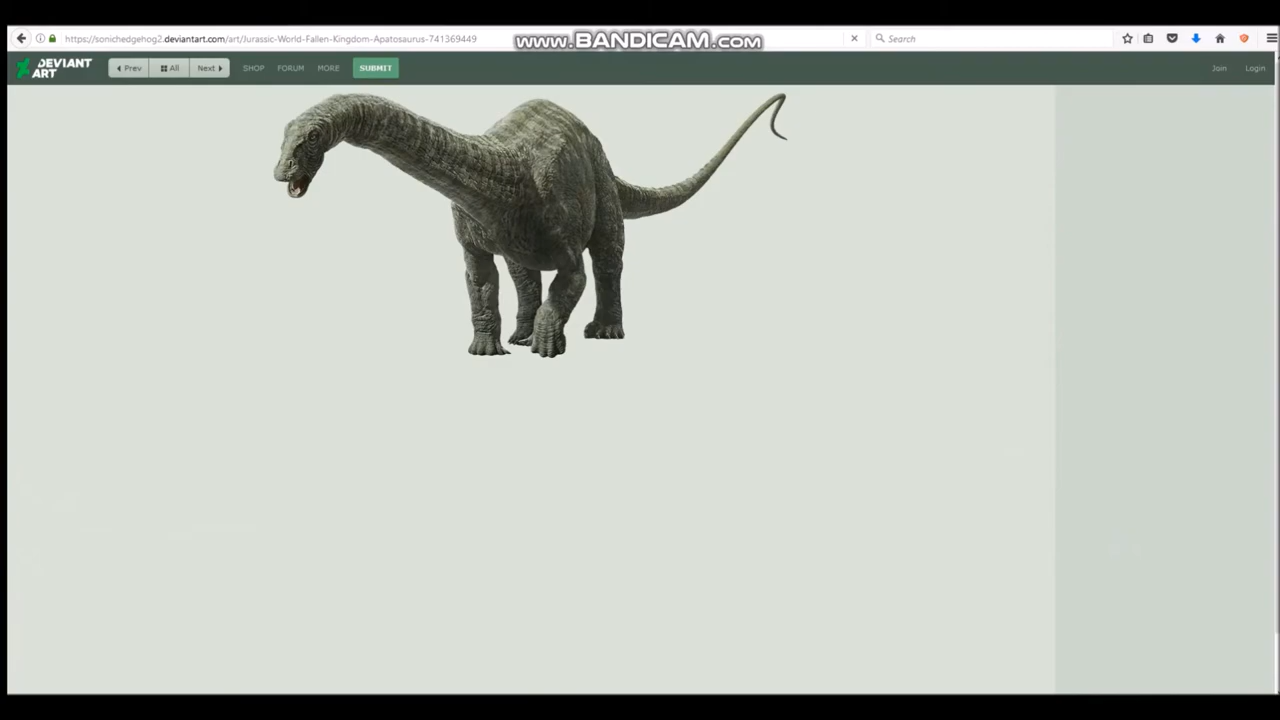 https://sonichedgehog2.deviantart.com/art/Jurassic-World-Fallen-Kingdom-Apatosaurus-741369449
www.BANDICAM.com
Search
DEVIANT
ART
Prev
All
Next
SHOP
FORUM
MORE
SUBMIT
Join
Login